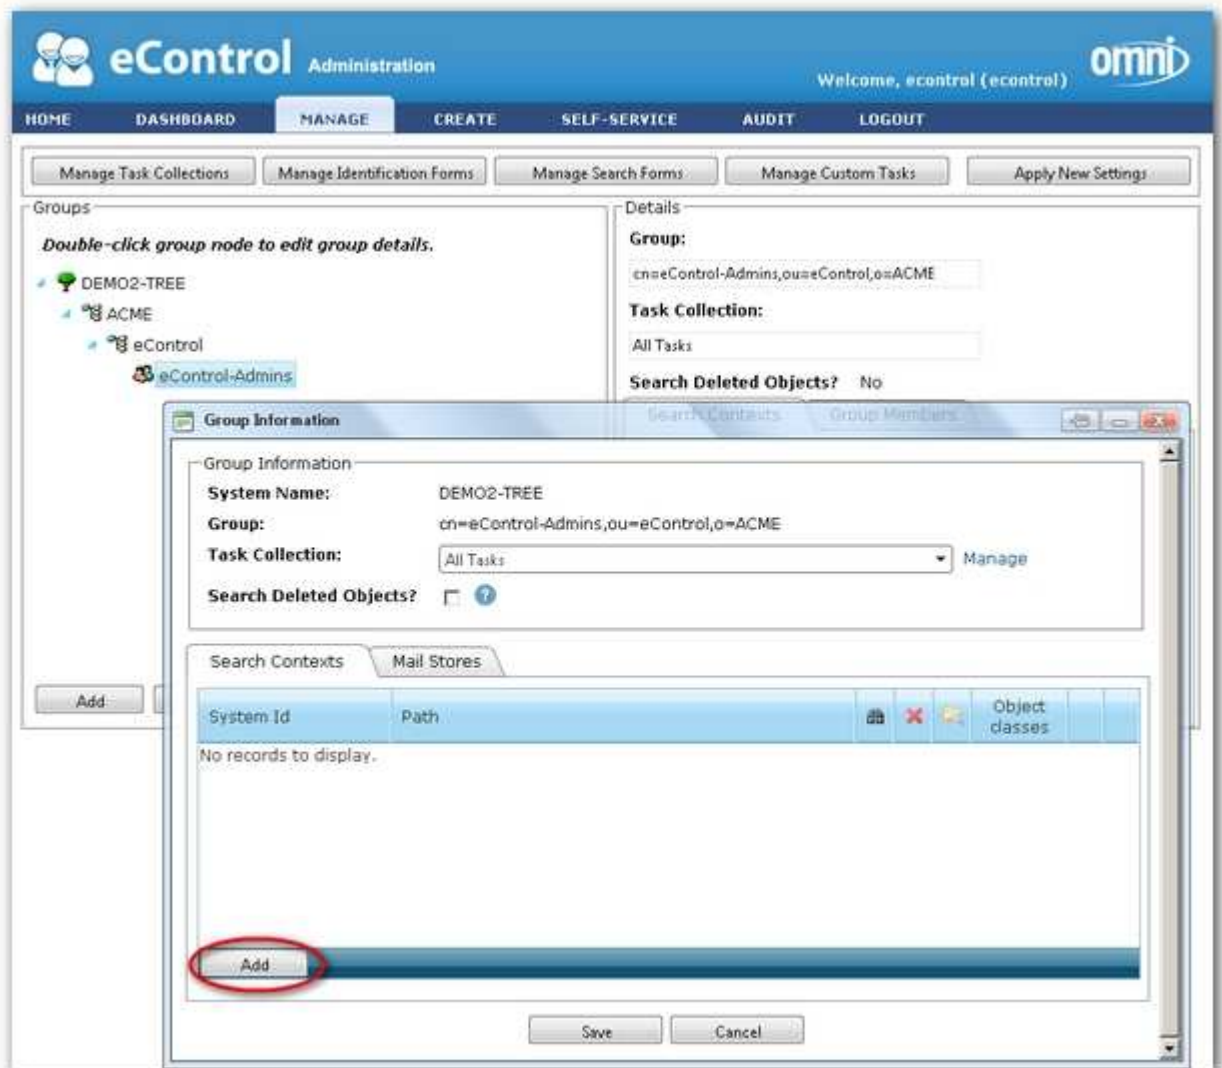 eControl Administration
omni
Welcome, econtrol (econtrol)
HOME DASHBOARD MANAGE CREATE SELF-SERVICE AUDIT LOGOUT
Manage Task Collections Manage Identification Forms Manage Search Forms Manage Custom Tasks Apply New Settings
Groups
Double-click group node to edit group details.
DEMO2-TREE
ACME
eControl
eControl-Admins
Add
Details
Group:
cn=eControl-Admins,ou=eControl,o=ACME
Task Collection:
All Tasks
Search Deleted Objects? No
Search Contexts Group Members
Group Information
Group Information
System Name: DEMO2-TREE
Group: cn=eControl-Admins,ou=eControl,o=ACME
Task Collection: All Tasks Manage
Search Deleted Objects? ?
Search Contexts Mail Stores
System Id Path Object classes
No records to display.
Add
Save Cancel